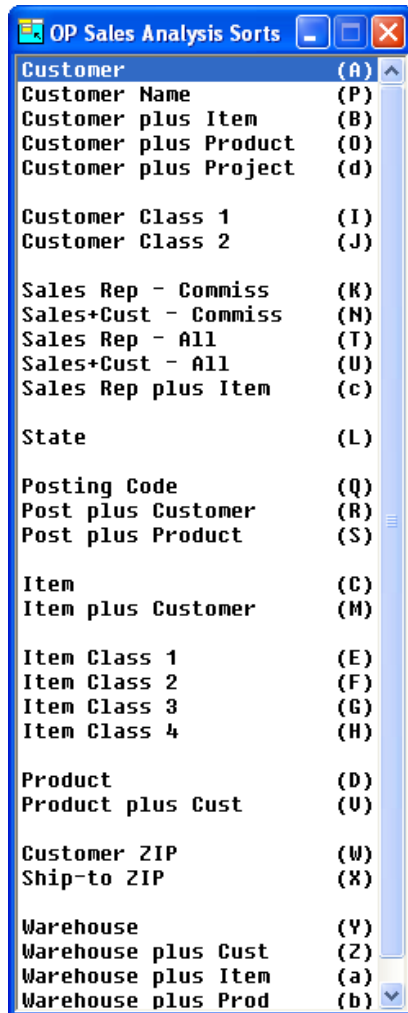 OP Sales Analysis Sorts
Customer (A)
Customer Name (P)
Customer plus Item (B)
Customer plus Product (O)
Customer plus Project (d)
Customer Class 1 (I)
Customer Class 2 (J)
Sales Rep - Commiss (K)
Sales+Cust - Commiss (N)
Sales Rep - All (T)
Sales+Cust - All (U)
Sales Rep plus Item (c)
State (L)
Posting Code (Q)
Post plus Customer (R)
Post plus Product (S)
Item (C)
Item plus Customer (M)
Item Class 1 (E)
Item Class 2 (F)
Item Class 3 (G)
Item Class 4 (H)
Product (D)
Product plus Cust (V)
Customer ZIP (W)
Ship-to ZIP (X)
Warehouse (Y)
Warehouse plus Cust (Z)
Warehouse plus Item (a)
Warehouse plus Prod (b)